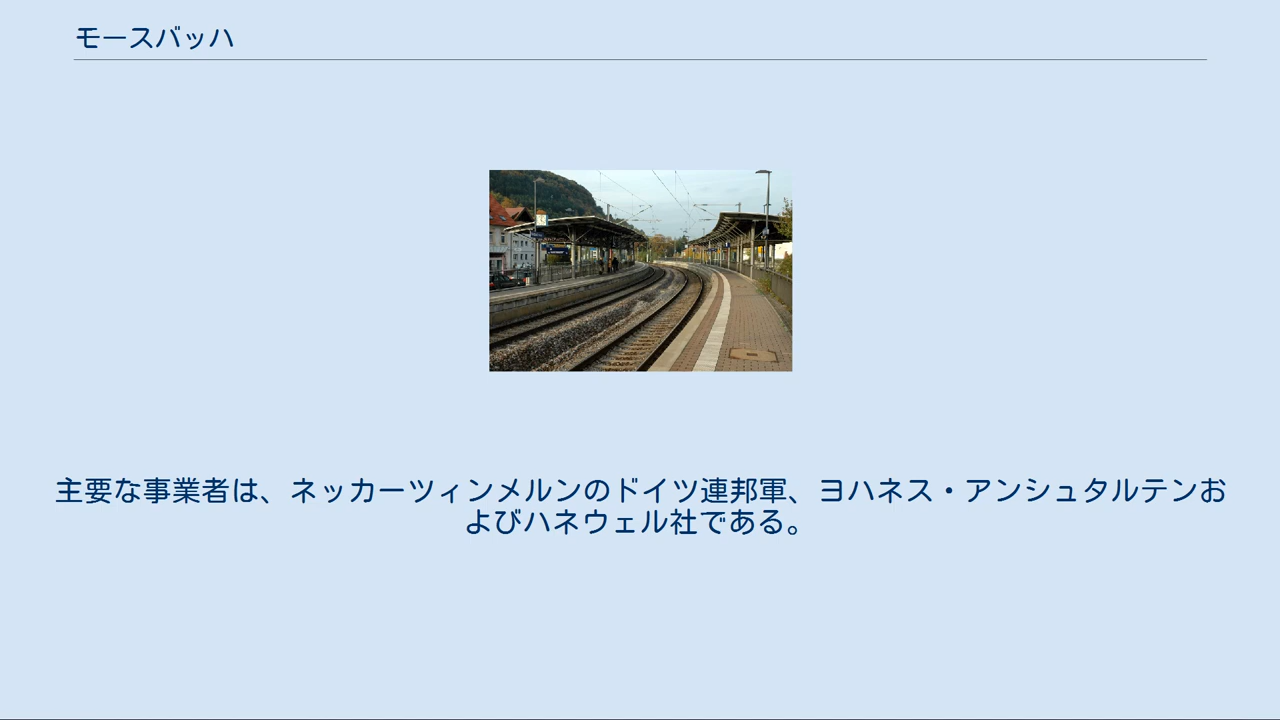 モースバッハ
主要な事業者は、ネッカーツィンメルンのドイツ連邦軍、ヨハネス・アンシュタルテンお
よびハネウェル社である。